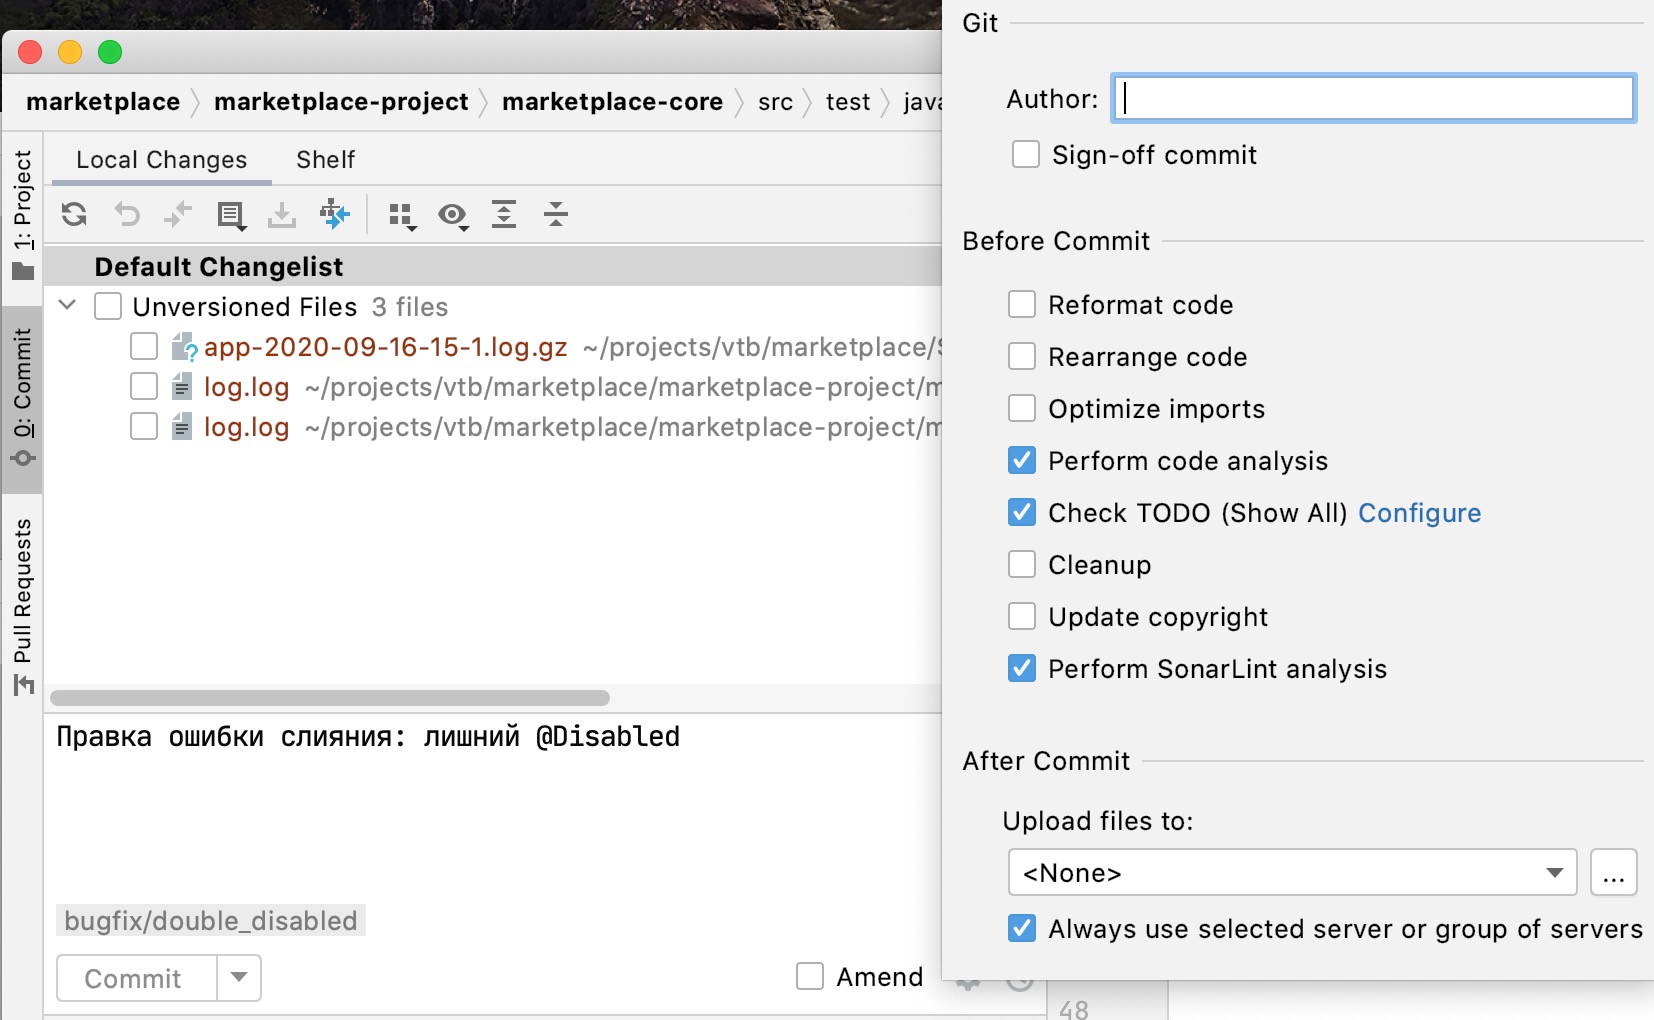 marketplace marketplace-project marketplace-core src test java
1: Project
0: Commit
Pull Requests
Local Changes Shelf
Default Changelist
Unversioned Files 3 files
app-2020-09-16-15-1.log.gz ~/projects/vtb/marketplace/
log.log ~/projects/vtb/marketplace/marketplace-project/m
log.log ~/projects/vtb/marketplace/marketplace-project/m
Правка ошибки слияния: лишний @Disabled
bugfix/double_disabled
Commit
Amend
48
Git
Author:
Sign-off commit
Before Commit
Reformat code
Rearrange code
Optimize imports
Perform code analysis
Check TODO (Show All) Configure
Cleanup
Update copyright
Perform SonarLint analysis
After Commit
Upload files to:
<None>
...
Always use selected server or group of servers